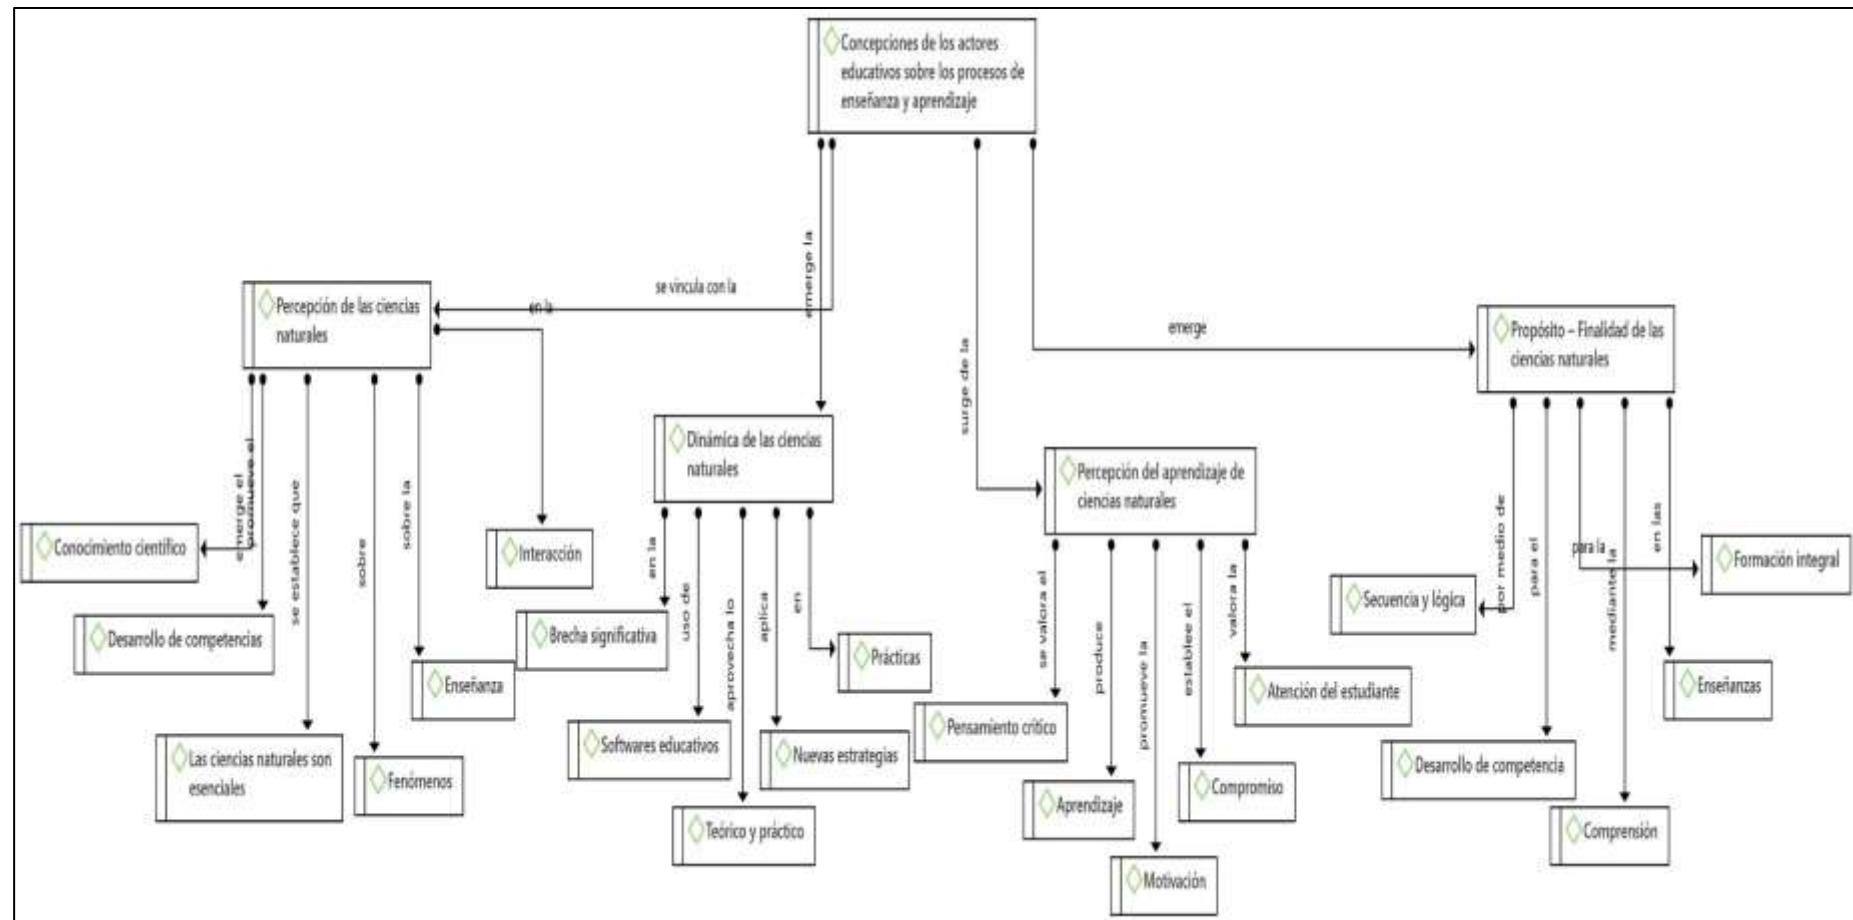 Concepciones de los actores
educativos sobre los procesos de
enseñanza y aprendizaje
se vincula con la
emerge la
surge de la
emerge
Percepción de las ciencias
naturales
en la
Propósito – Finalidad de las
ciencias naturales
Dinámica de las ciencias
naturales
Percepción del aprendizaje de
ciencias naturales
emerge el
promueve el
se establece que
sobre
sobre la
Conocimiento científico
Interacción
Desarrollo de competencias
Enseñanza
Las ciencias naturales son
esenciales
Fenómenos
en la
uso de
aprovecha lo
aplica
en
Brecha significativa
Prácticas
Softwares educativos
Nuevas estrategias
Teórico y práctico
se valora el
produce
promueve la
establee el
valora la
Atención del estudiante
Pensamiento crítico
Compromiso
Aprendizaje
Motivación
por medio de
para el
para la
mediante la
en las
Formación integral
Secuencia y lógica
Enseñanzas
Desarrollo de competencia
Comprensión